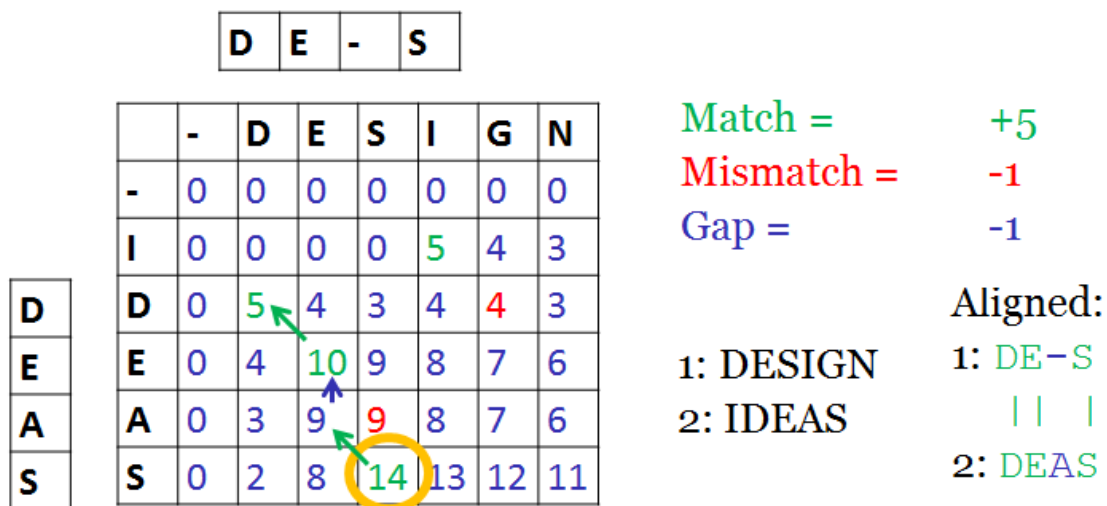 D E - S
- D E S I G N
- 0 0 0 0 0 0 0
I 0 0 0 0 5 4 3
D 0 5 4 3 4 4 3
E 0 4 10 9 8 7 6
A 0 3 9 9 8 7 6
S 0 2 8 14 13 12 11
D
E
A
S
Match = +5
Mismatch = -1
Gap = -1
1: DESIGN
2: IDEAS
Aligned:
1: DE-S
|| |
2: DEAS